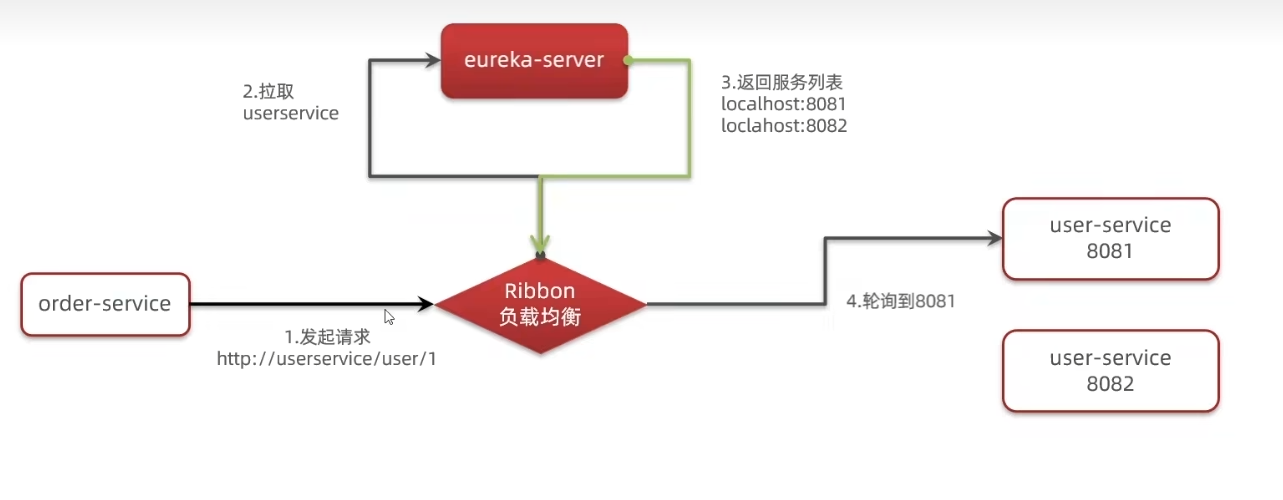 eureka-server
2.拉取
userservice
3.返回服务列表
localhost:8081
loclahost:8082
user-service
8081
order-service
Ribbon
负载均衡
4.轮询到8081
1.发起请求
http://userservice/user/1
user-service
8082